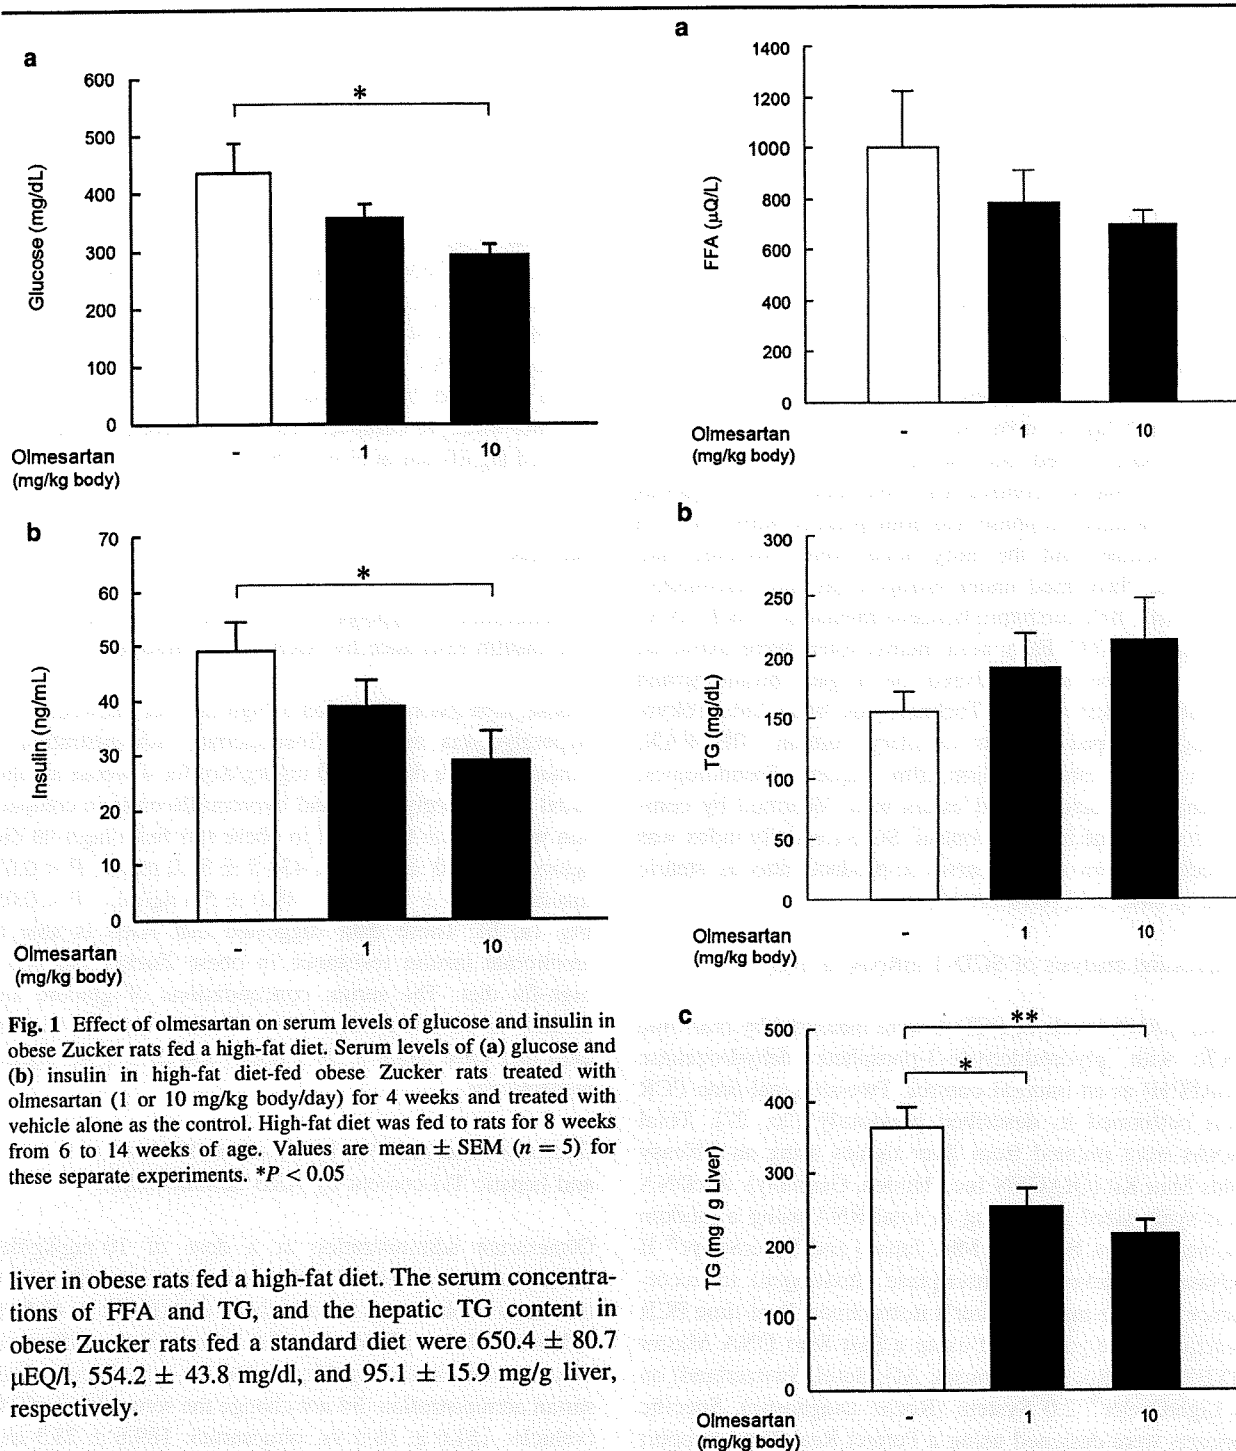 a
600
500
400
300
200
100
0
Glucose (mg/dL)
*
Olmesartan
(mg/kg body)
-
1
10
b
70
60
50
40
30
20
10
0
Insulin (ng/mL)
*
Olmesartan
(mg/kg body)
-
1
10
Fig. 1 Effect of olmesartan on serum levels of glucose and insulin in
obese Zucker rats fed a high-fat diet. Serum levels of (a) glucose and
(b) insulin in high-fat diet-fed obese Zucker rats treated with
olmesartan (1 or 10 mg/kg body/day) for 4 weeks and treated with
vehicle alone as the control. High-fat diet was fed to rats for 8 weeks
from 6 to 14 weeks of age. Values are mean ± SEM (n = 5) for
these separate experiments. *P < 0.05
liver in obese rats fed a high-fat diet. The serum concentra-
tions of FFA and TG, and the hepatic TG content in
obese Zucker rats fed a standard diet were 650.4 ± 80.7
μEQ/l, 554.2 ± 43.8 mg/dl, and 95.1 ± 15.9 mg/g liver,
respectively.
a
1400
1200
1000
800
600
400
200
0
FFA (μQ/L)
Olmesartan
(mg/kg body)
-
1
10
b
300
250
200
150
100
50
0
TG (mg/dL)
Olmesartan
(mg/kg body)
-
1
10
c
500
400
300
200
100
0
TG (mg / g Liver)
**
*
Olmesartan
(mg/kg body)
-
1
10